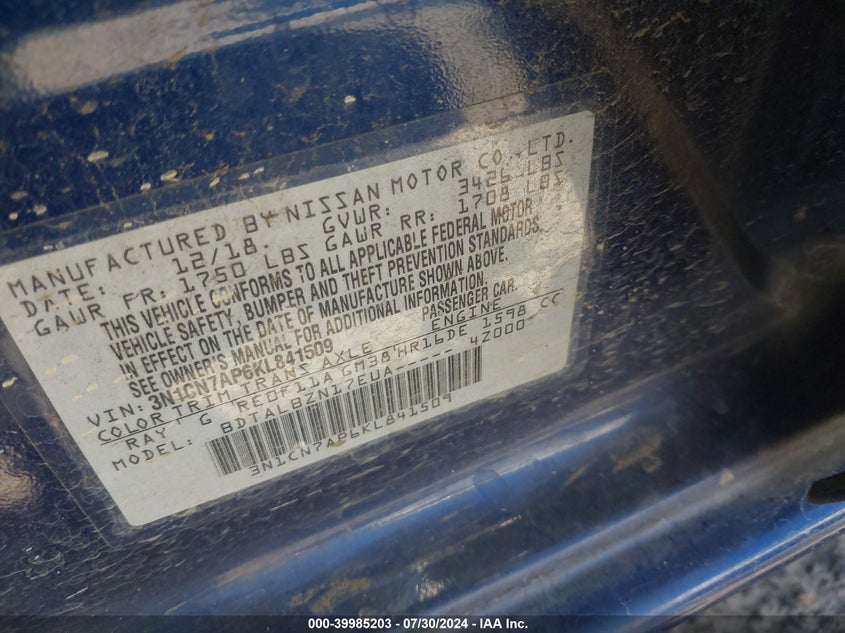 MANUFACTURED BY NISSAN MOTOR CO.,LTD.
DATE: 12/18. GVWR: 3426 LBS
GAWR FR: 1750 LBS GAWR RR: 1708 LBS
THIS VEHICLE CONFORMS TO ALL APPLICABLE FEDERAL MOTOR
VEHICLE SAFETY, BUMPER AND THEFT PREVENTION STANDARDS
IN EFFECT ON THE DATE OF MANUFACTURE SHOWN ABOVE.
SEE OWNER'S MANUAL FOR ADDITIONAL INFORMATION.
VIN: 3N1CN7AP6KL841509 PASSENGER CAR.
COLOR TRIM TRANS AXLE ENGINE
RAY G RE0F11A GM38 HR16DE 1598 CC
MODEL: BDTALBZN17EUA----- 4Z000
3N1CN7AP6KL841509
000-39985203 / 07/30/2024 - IAA Inc.